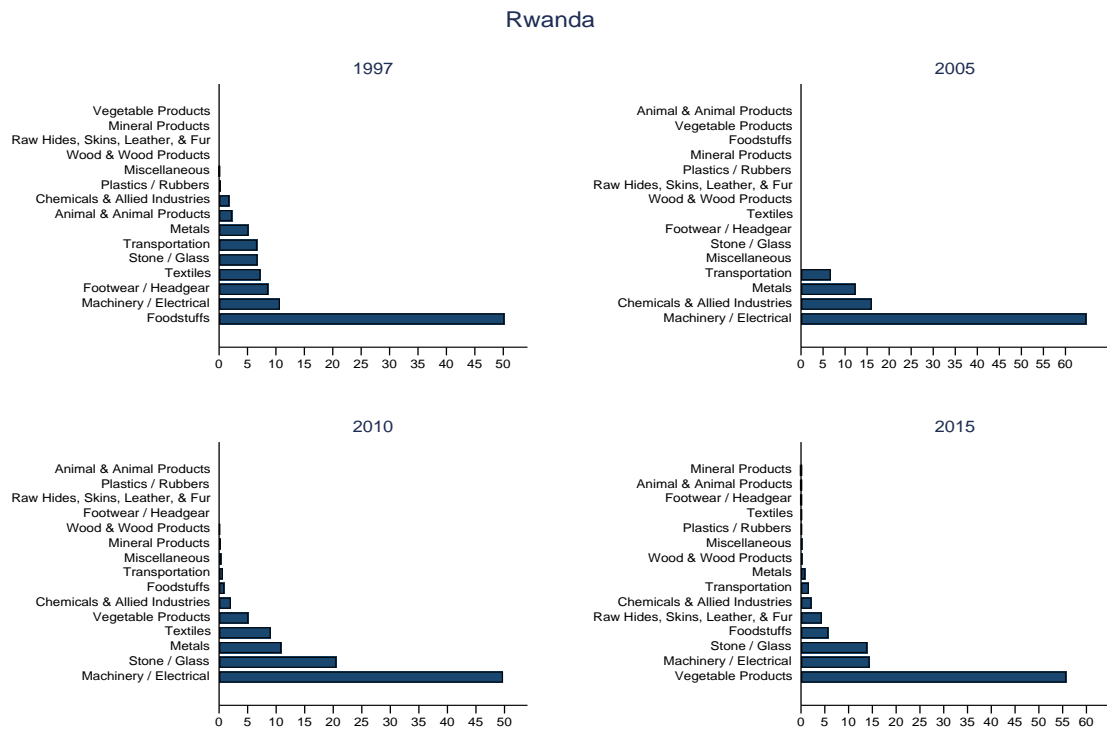 Rwanda
1997
Vegetable Products
Mineral Products
Raw Hides, Skins, Leather, & Fur
Wood & Wood Products
Miscellaneous
Plastics / Rubbers
Chemicals & Allied Industries
Animal & Animal Products
Metals
Transportation
Stone / Glass
Textiles
Footwear / Headgear
Machinery / Electrical
Foodstuffs
0 5 10 15 20 25 30 35 40 45 50
2005
Animal & Animal Products
Vegetable Products
Foodstuffs
Mineral Products
Plastics / Rubbers
Raw Hides, Skins, Leather, & Fur
Wood & Wood Products
Textiles
Footwear / Headgear
Stone / Glass
Miscellaneous
Transportation
Metals
Chemicals & Allied Industries
Machinery / Electrical
0 5 10 15 20 25 30 35 40 45 50 55 60
2010
Animal & Animal Products
Plastics / Rubbers
Raw Hides, Skins, Leather, & Fur
Footwear / Headgear
Wood & Wood Products
Mineral Products
Miscellaneous
Transportation
Foodstuffs
Chemicals & Allied Industries
Vegetable Products
Textiles
Metals
Stone / Glass
Machinery / Electrical
0 5 10 15 20 25 30 35 40 45 50
2015
Mineral Products
Animal & Animal Products
Footwear / Headgear
Textiles
Plastics / Rubbers
Miscellaneous
Wood & Wood Products
Metals
Transportation
Chemicals & Allied Industries
Raw Hides, Skins, Leather, & Fur
Foodstuffs
Stone / Glass
Machinery / Electrical
Vegetable Products
0 5 10 15 20 25 30 35 40 45 50 55 60